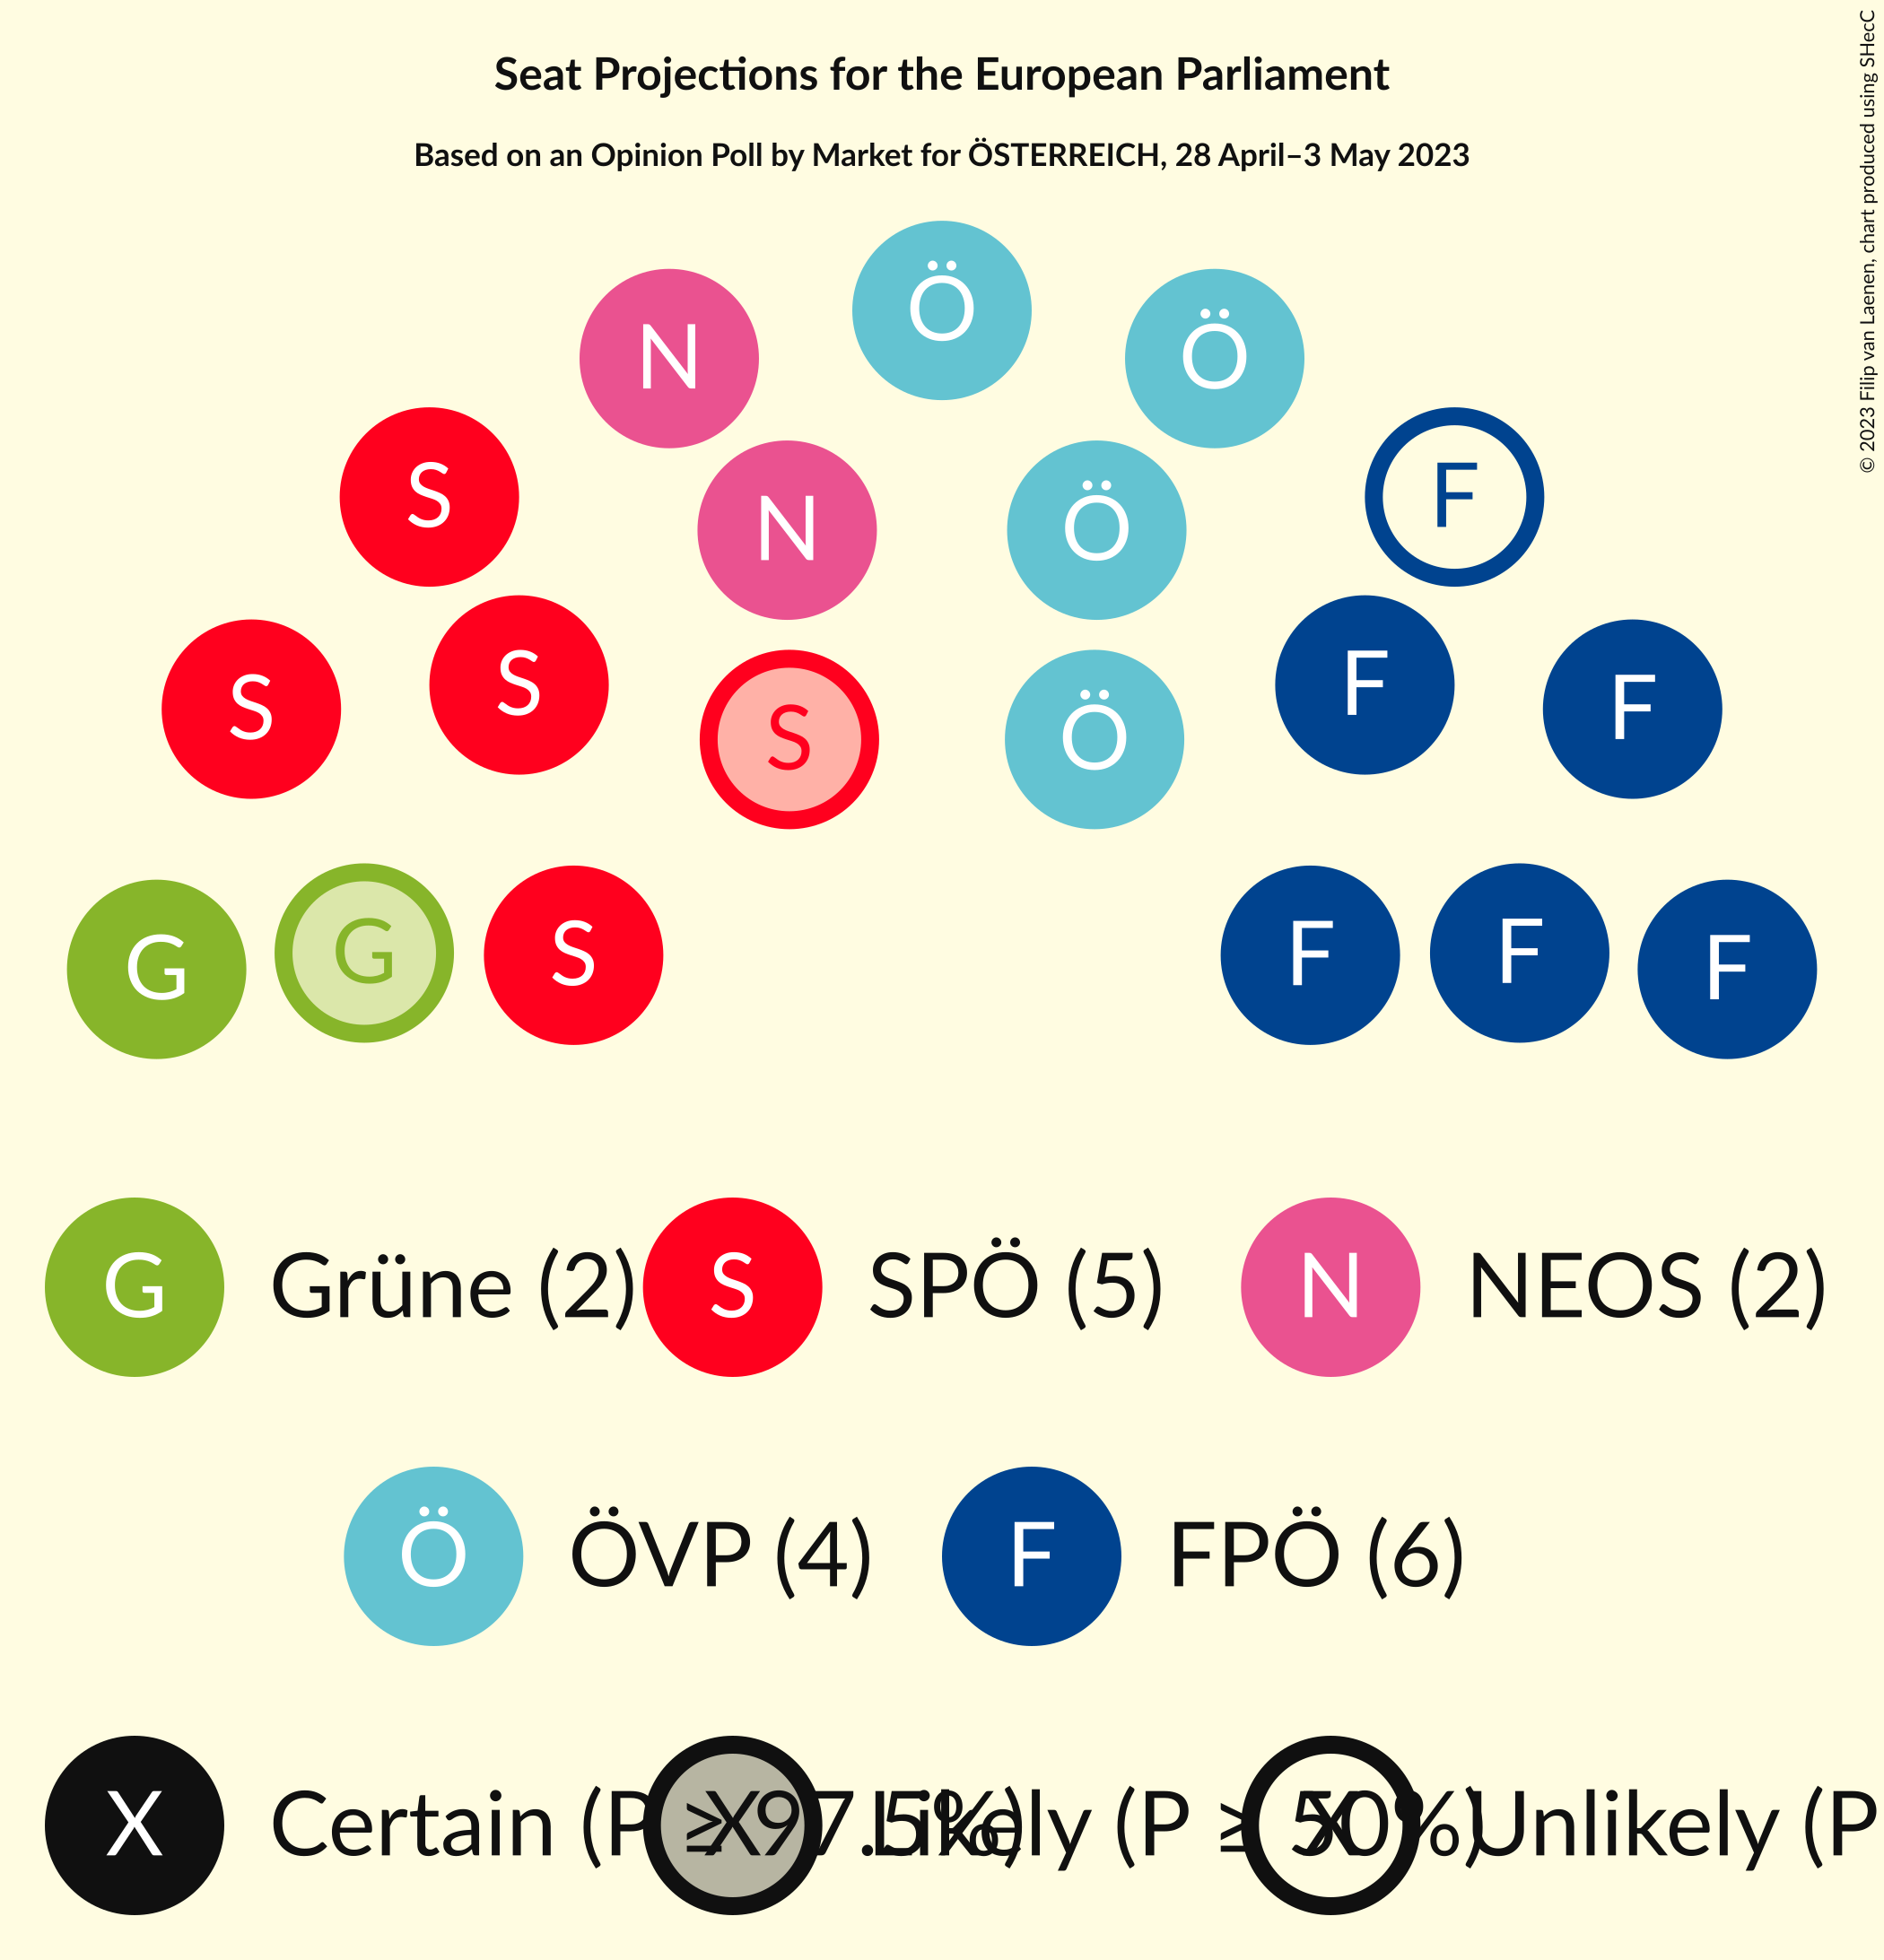 Seat Projections for the European Parliament
Based on an Opinion Poll by Market for ÖSTERREICH, 28 April–3 May 2023
© 2023 Filip van Laenen, chart produced using SHecC
Ö
N Ö
S N Ö F
S S S Ö F F
G G S F F F
G Grüne (2) S SPÖ (5) N NEOS (2)
Ö ÖVP (4) F FPÖ (6)
X Certain (P ≥ 97.5%) X Likely (P ≥ 50%) X Unlikely (P